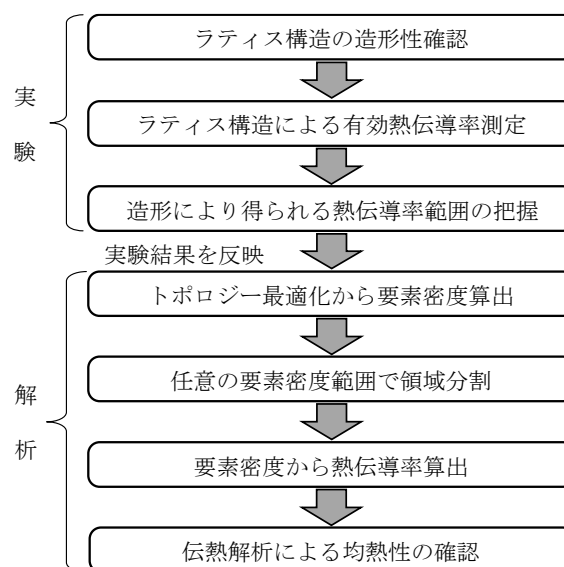 ラティス構造の造形性確認
実
験
ラティス構造による有効熱伝導率測定
造形により得られる熱伝導率範囲の把握
実験結果を反映
トポロジー最適化から要素密度算出
任意の要素密度範囲で領域分割
解
析
要素密度から熱伝導率算出
伝熱解析による均熱性の確認